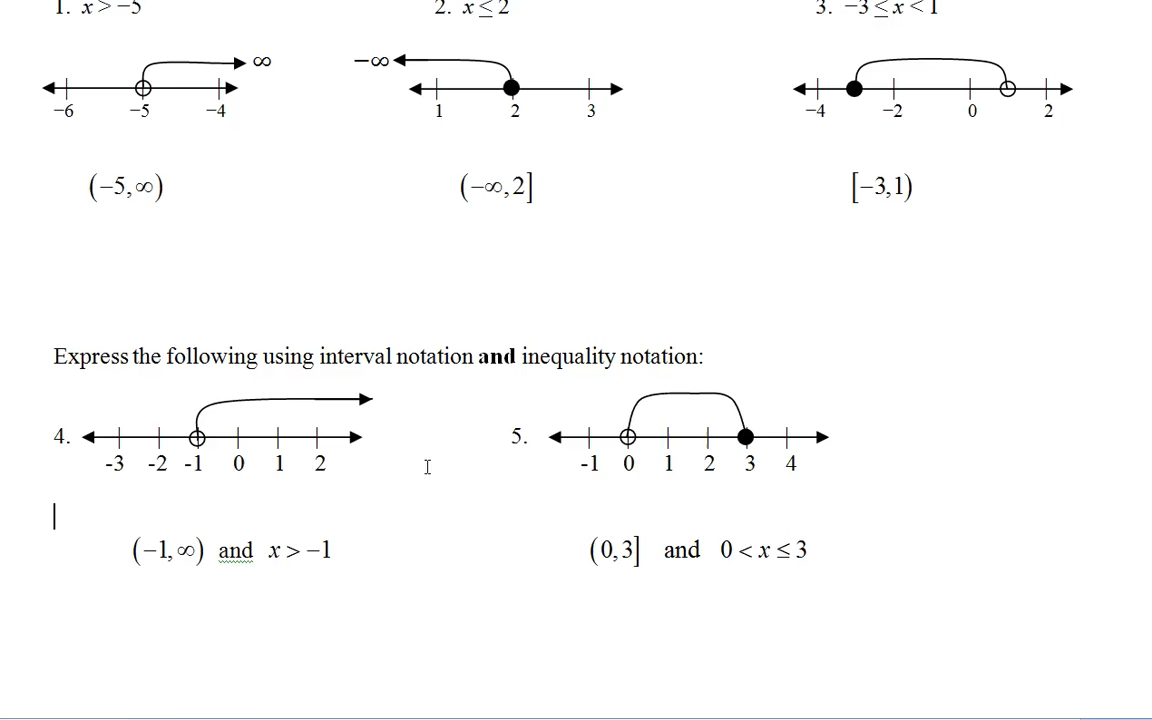 1. x > −5 2. x ≤ 2 3. −3 ≤ x < 1
∞ −∞
−6 −5 −4 1 2 3 −4 −2 0 2
(−5, ∞) (−∞, 2] [−3, 1)
Express the following using interval notation and inequality notation:
4. 5.
-3 -2 -1 0 1 2 -1 0 1 2 3 4
(−1, ∞) and x > −1 (0, 3] and 0 < x ≤ 3